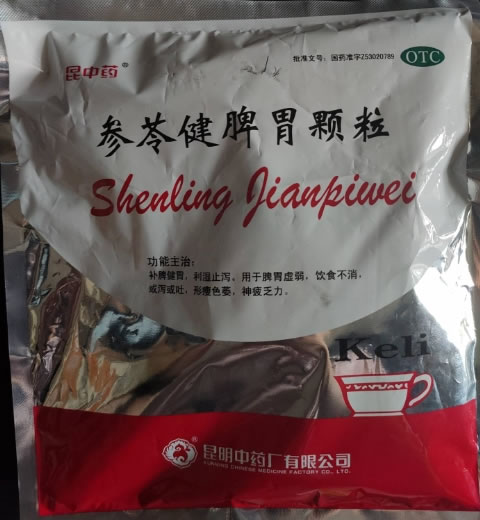 昆中药®
批准文号：国药准字Z53020789
OTC
参苓健脾胃颗粒
Shenling Jianpiwei
功能主治：
补脾健胃，利湿止泻。用于脾胃虚弱，饮食不消，
或泻或吐，形瘦色萎，神疲乏力。
Keli
昆明中药厂有限公司
KUNMING CHINESE MEDICINE FACTORY CO., LTD.